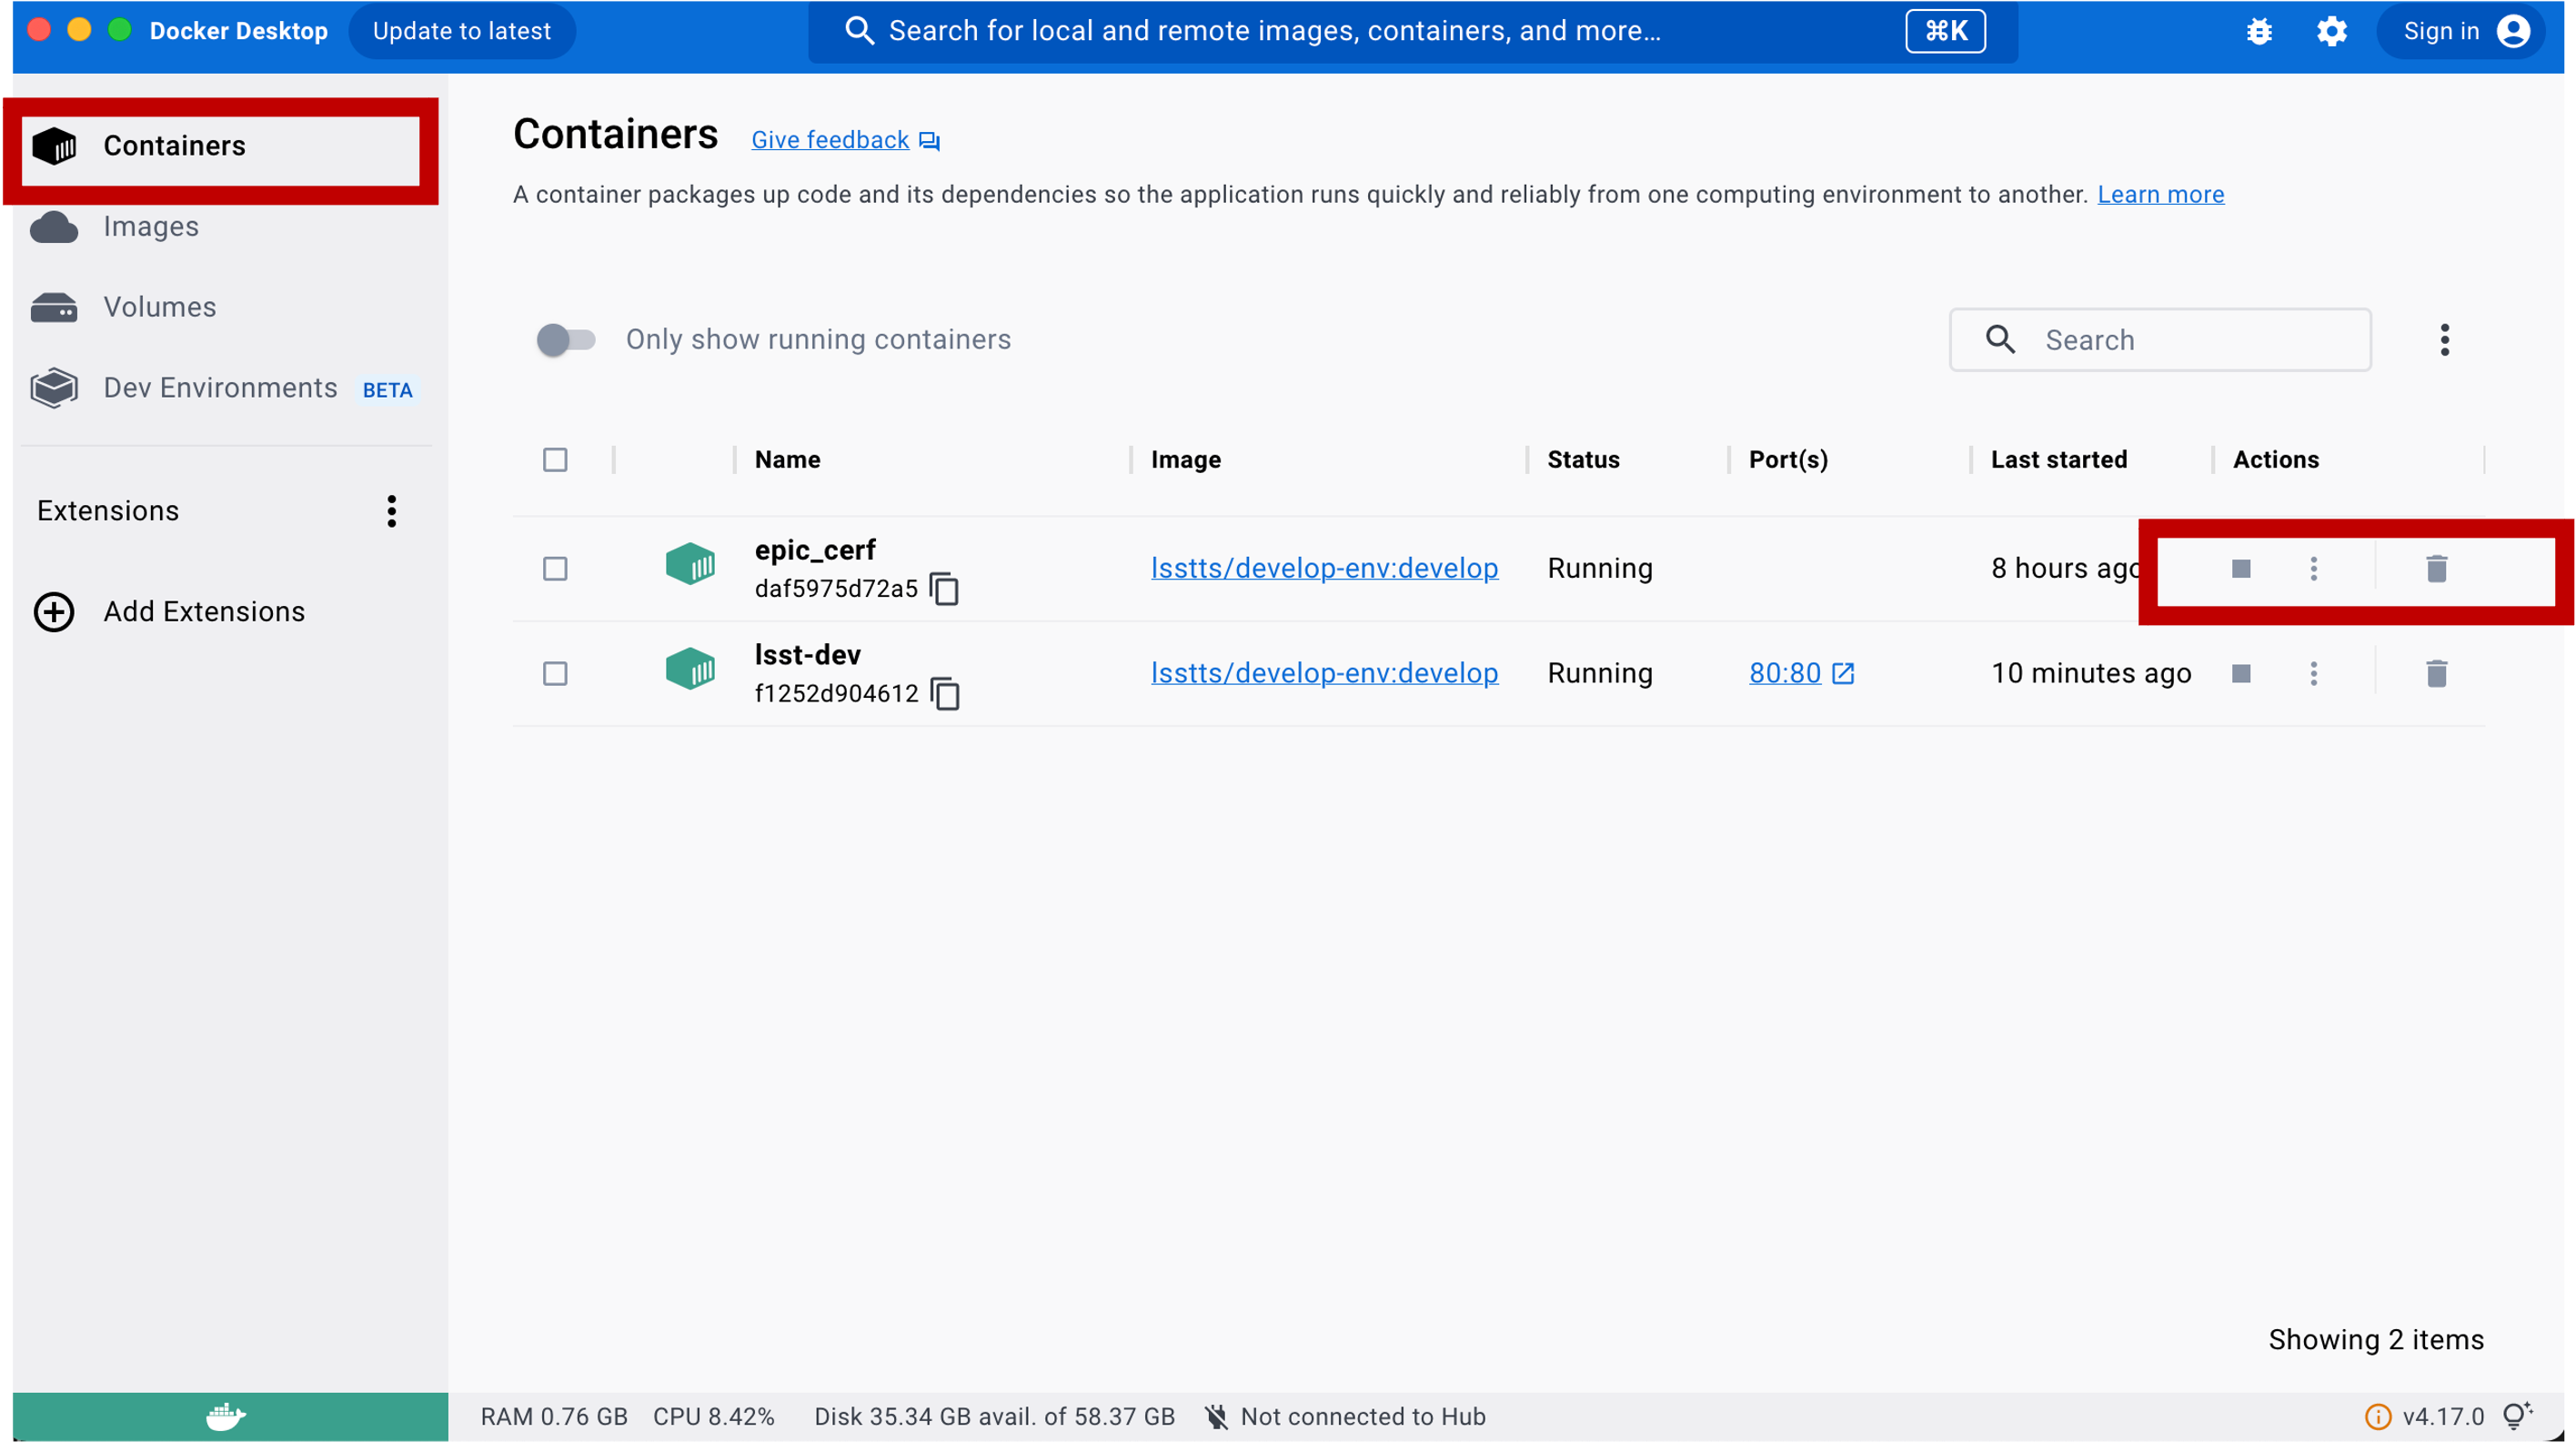 Docker Desktop Update to latest Search for local and remote images, containers, and more... ⌘K Sign in
Containers
Images
Volumes
Dev Environments BETA
Extensions
Add Extensions
Containers Give feedback
A container packages up code and its dependencies so the application runs quickly and reliably from one computing environment to another. Learn more
Only show running containers Search
Name Image Status Port(s) Last started Actions
epic_cerf
daf5975d72a5
lsstts/develop-env:develop Running 8 hours ago
lsst-dev
f1252d904612
lsstts/develop-env:develop Running 80:80 10 minutes ago
Showing 2 items
RAM 0.76 GB CPU 8.42% Disk 35.34 GB avail. of 58.37 GB Not connected to Hub v4.17.0